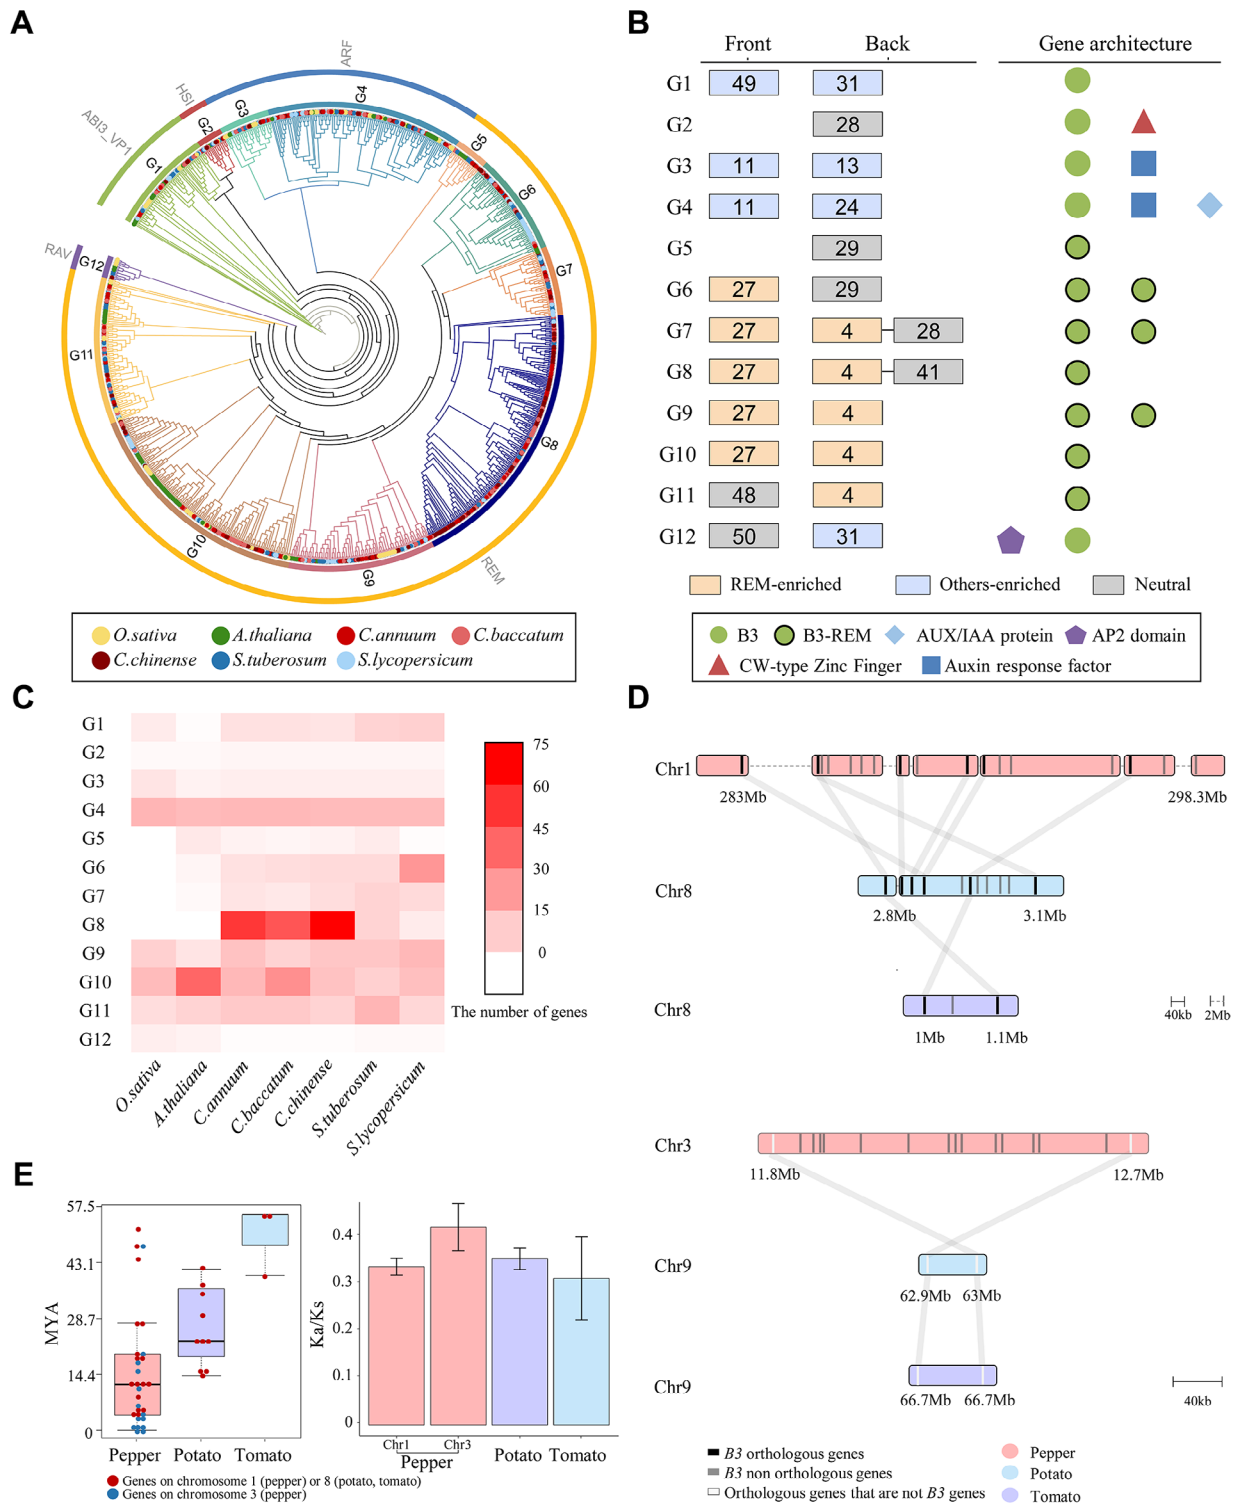 A
ARF
HSI
ABI3_VP1
RAV
REM
G1
G2
G3
G4
G5
G6
G7
G8
G9
G10
G11
G12
O.sativa
A.thaliana
C.annuum
C.baccatum
C.chinense
S.tuberosum
S.lycopersicum
B
Front Back Gene architecture
G1 49 31
G2 28
G3 11 13
G4 11 24
G5 29
G6 27 29
G7 27 4 28
G8 27 4 41
G9 27 4
G10 27 4
G11 48 4
G12 50 31
REM-enriched Others-enriched Neutral
B3 B3-REM AUX/IAA protein AP2 domain
CW-type Zinc Finger Auxin response factor
C
G1
G2
G3
G4
G5
G6
G7
G8
G9
G10
G11
G12
75
60
45
30
15
0
The number of genes
O.sativa
A.thaliana
C.annuum
C.baccatum
C.chinense
S.tuberosum
S.lycopersicum
D
Chr1
283Mb 298.3Mb
Chr8
2.8Mb 3.1Mb
Chr8
1Mb 1.1Mb
40kb 2Mb
Chr3
11.8Mb 12.7Mb
Chr9
62.9Mb 63Mb
Chr9
66.7Mb 66.7Mb
40kb
B3 orthologous genes
B3 non orthologous genes
Orthologous genes that are not B3 genes
Pepper
Potato
Tomato
E
57.5
43.1
28.7
14.4
0
MYA
Pepper Potato Tomato
Genes on chromosome 1 (pepper) or 8 (potato, tomato)
Genes on chromosome 3 (pepper)
0.4
0.3
0.2
0.1
0
Ka/Ks
Chr1 Chr3
Pepper Potato Tomato